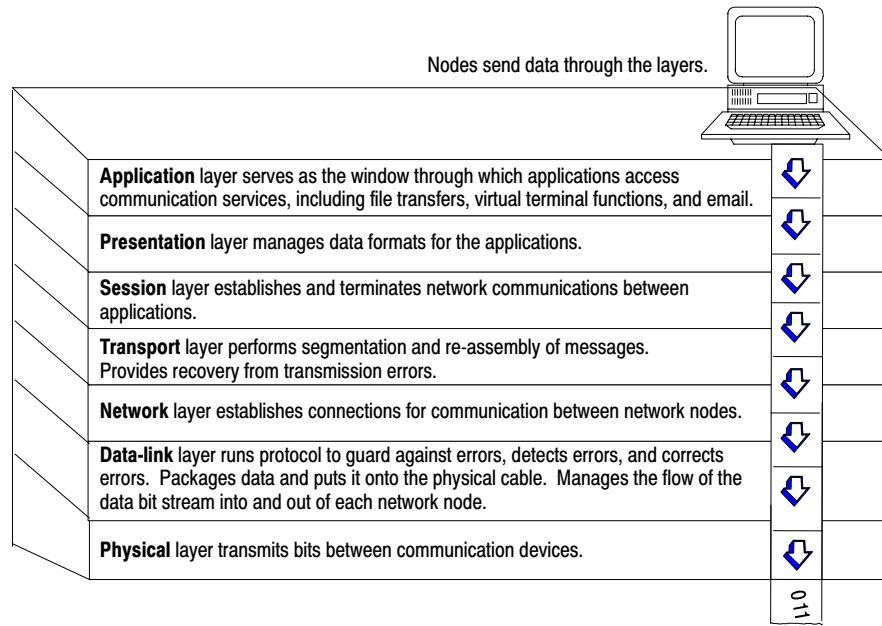 Nodes send data through the layers.
Application layer serves as the window through which applications access
communication services, including file transfers, virtual terminal functions, and email.
Presentation layer manages data formats for the applications.
Session layer establishes and terminates network communications between
applications.
Transport layer performs segmentation and re-assembly of messages.
Provides recovery from transmission errors.
Network layer establishes connections for communication between network nodes.
Data-link layer runs protocol to guard against errors, detects errors, and corrects
errors. Packages data and puts it onto the physical cable. Manages the flow of the
data bit stream into and out of each network node.
Physical layer transmits bits between communication devices.
011